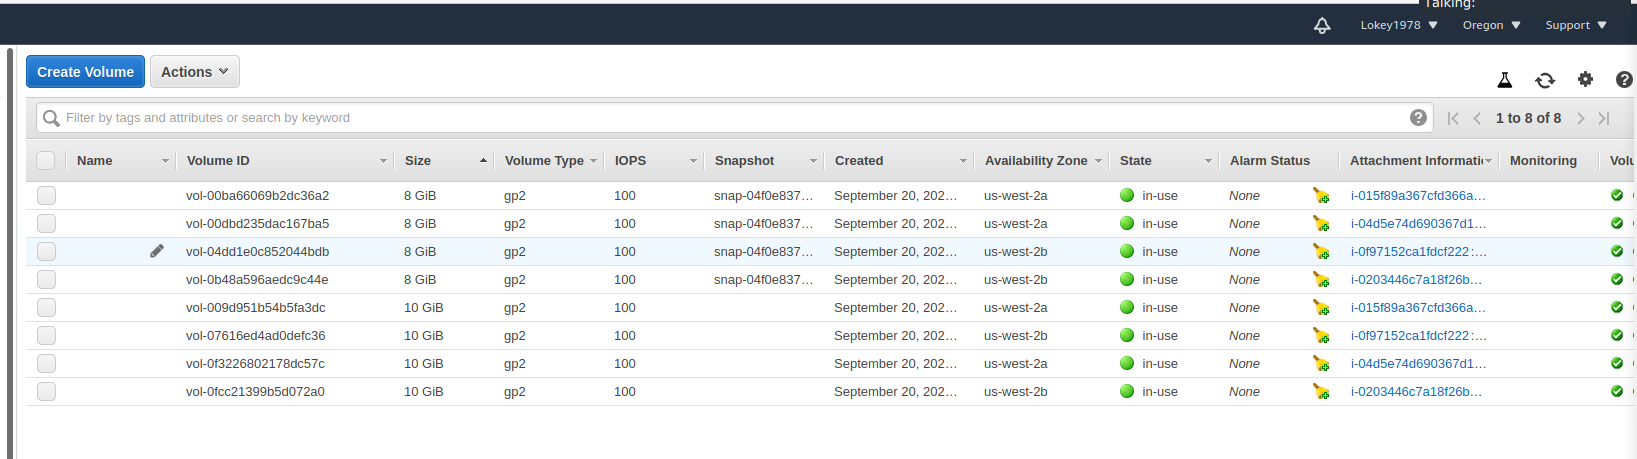 Talking:
Lokey1978 Oregon Support
Create Volume Actions
Filter by tags and attributes or search by keyword 1 to 8 of 8
Name Volume ID Size Volume Type IOPS Snapshot Created Availability Zone State Alarm Status Attachment Informati Monitoring Volu
vol-00ba66069b2dc36a2 8 GiB gp2 100 snap-04f0e837… September 20, 202… us-west-2a in-use None i-015f89a367cfd366a…
vol-00dbd235dac167ba5 8 GiB gp2 100 snap-04f0e837… September 20, 202… us-west-2a in-use None i-04d5e74d690367d1…
vol-04dd1e0c852044bdb 8 GiB gp2 100 snap-04f0e837… September 20, 202… us-west-2b in-use None i-0f97152ca1fdcf222:…
vol-0b48a596aedc9c44e 8 GiB gp2 100 snap-04f0e837… September 20, 202… us-west-2b in-use None i-0203446c7a18f26b…
vol-009d951b54b5fa3dc 10 GiB gp2 100 September 20, 202… us-west-2a in-use None i-015f89a367cfd366a…
vol-07616ed4ad0defc36 10 GiB gp2 100 September 20, 202… us-west-2b in-use None i-0f97152ca1fdcf222:…
vol-0f3226802178dc57c 10 GiB gp2 100 September 20, 202… us-west-2a in-use None i-04d5e74d690367d1…
vol-0fcc21399b5d072a0 10 GiB gp2 100 September 20, 202… us-west-2b in-use None i-0203446c7a18f26b…